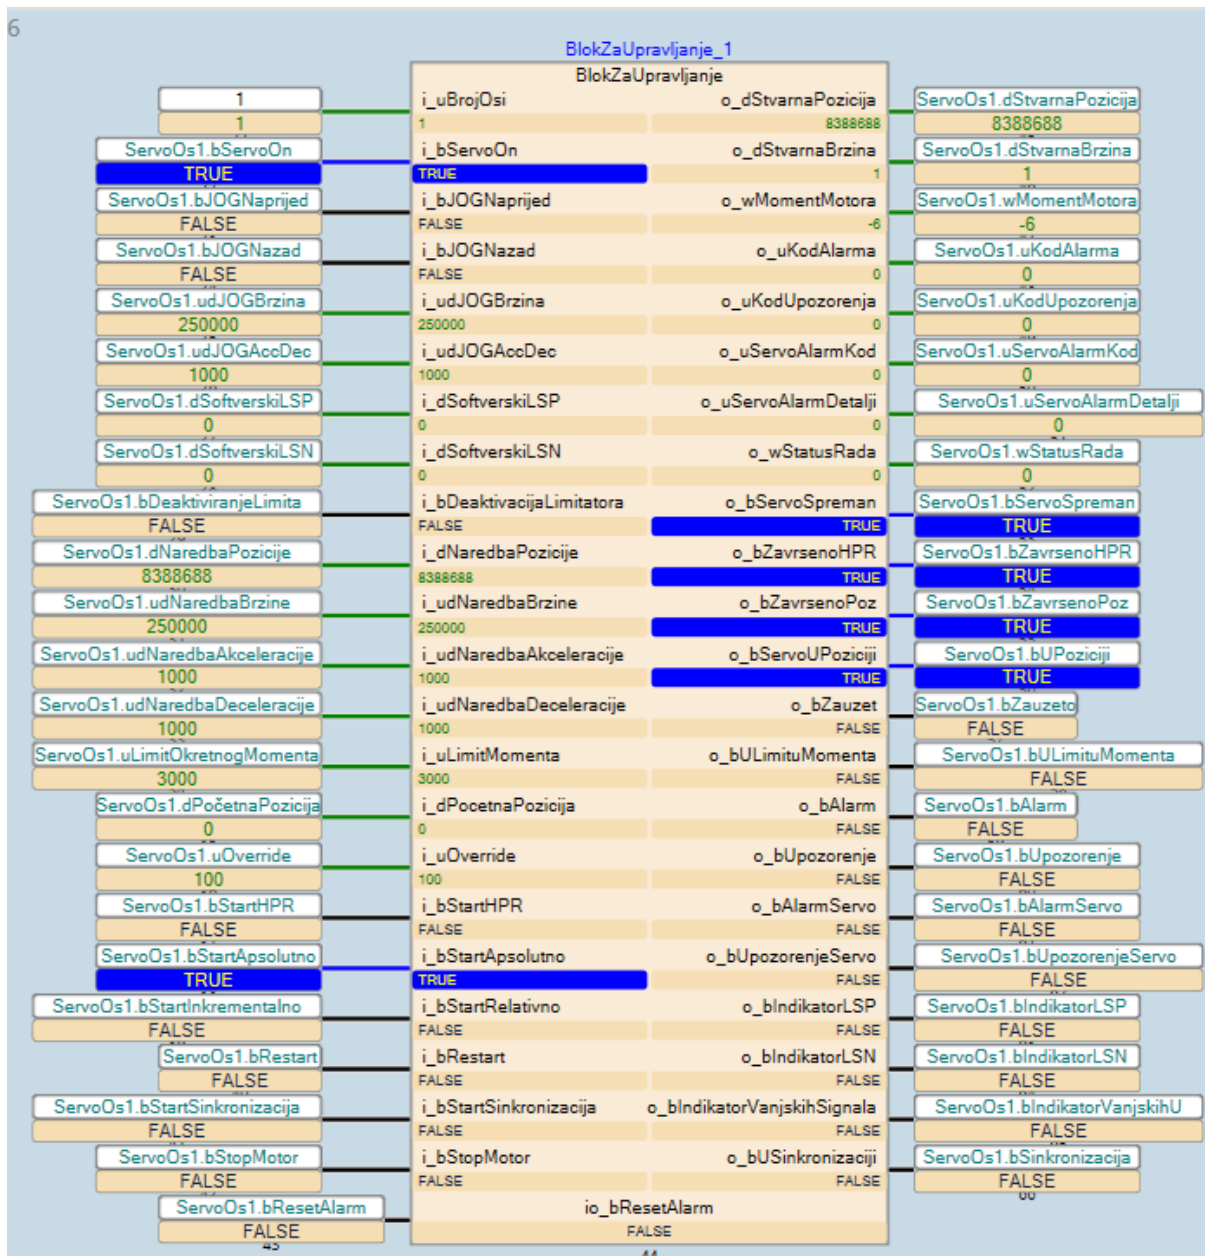 6
BlokZaUpravljanje_1
BlokZaUpravljanje
1 i_uBrojOsi o_dStvarnaPozicija ServoOs1.dStvarnaPozicija
1 1 8388688 8388688
ServoOs1.bServoOn i_bServoOn o_dStvarnaBrzina ServoOs1.dStvarnaBrzina
TRUE TRUE 1 1
ServoOs1.bJOGNaprijed i_bJOGNaprijed o_wMomentMotora ServoOs1.wMomentMotora
FALSE FALSE -6 -6
ServoOs1.bJOGNazad i_bJOGNazad o_uKodAlarma ServoOs1.uKodAlarma
FALSE FALSE 0 0
ServoOs1.udJOGBrzina i_udJOGBrzina o_uKodUpozorenja ServoOs1.uKodUpozorenja
250000 250000 0 0
ServoOs1.udJOGAccDec i_udJOGAccDec o_uServoAlarmKod ServoOs1.uServoAlarmKod
1000 1000 0 0
ServoOs1.dSoftverskiLSP i_dSoftverskiLSP o_uServoAlarmDetalji ServoOs1.uServoAlarmDetalji
0 0 0 0
ServoOs1.dSoftverskiLSN i_dSoftverskiLSN o_wStatusRada ServoOs1.wStatusRada
0 0 0 0
ServoOs1.bDeaktiviranjeLimita i_bDeaktivacijaLimitatora o_bServoSpreman ServoOs1.bServoSpreman
FALSE FALSE TRUE TRUE
ServoOs1.dNaredbaPozicije i_dNaredbaPozicije o_bZavrsenoHPR ServoOs1.bZavrsenoHPR
8388688 8388688 TRUE TRUE
ServoOs1.udNaredbaBrzine i_udNaredbaBrzine o_bZavrsenoPoz ServoOs1.bZavrsenoPoz
250000 250000 TRUE TRUE
ServoOs1.udNaredbaAkceleracije i_udNaredbaAkceleracije o_bServoUPoziciji ServoOs1.bUPoziciji
1000 1000 TRUE TRUE
ServoOs1.udNaredbaDeceleracije i_udNaredbaDeceleracije o_bZauzet ServoOs1.bZauzeto
1000 1000 FALSE FALSE
ServoOs1.uLimitOkretnogMomenta i_uLimitMomenta o_bULimituMomenta ServoOs1.bULimituMomenta
3000 3000 FALSE FALSE
ServoOs1.dPočetnaPozicija i_dPocetnaPozicija o_bAlarm ServoOs1.bAlarm
0 0 FALSE FALSE
ServoOs1.uOverride i_uOverride o_bUpozorenje ServoOs1.bUpozorenje
100 100 FALSE FALSE
ServoOs1.bStartHPR i_bStartHPR o_bAlarmServo ServoOs1.bAlarmServo
FALSE FALSE FALSE FALSE
ServoOs1.bStartApsolutno i_bStartApsolutno o_bUpozorenjeServo ServoOs1.bUpozorenjeServo
TRUE TRUE FALSE FALSE
ServoOs1.bStartInkrementalno i_bStartRelativno o_bIndikatorLSP ServoOs1.bIndikatorLSP
FALSE FALSE FALSE FALSE
ServoOs1.bRestart i_bRestart o_bIndikatorLSN ServoOs1.bIndikatorLSN
FALSE FALSE FALSE FALSE
ServoOs1.bStartSinkronizacija i_bStartSinkronizacija o_bIndikatorVanjskihSignala ServoOs1.bIndikatorVanjskihU
FALSE FALSE FALSE FALSE
ServoOs1.bStopMotor i_bStopMotor o_bUSinkronizaciji ServoOs1.bSinkronizacija
FALSE FALSE FALSE FALSE
ServoOs1.bResetAlarm io_bResetAlarm
FALSE FALSE